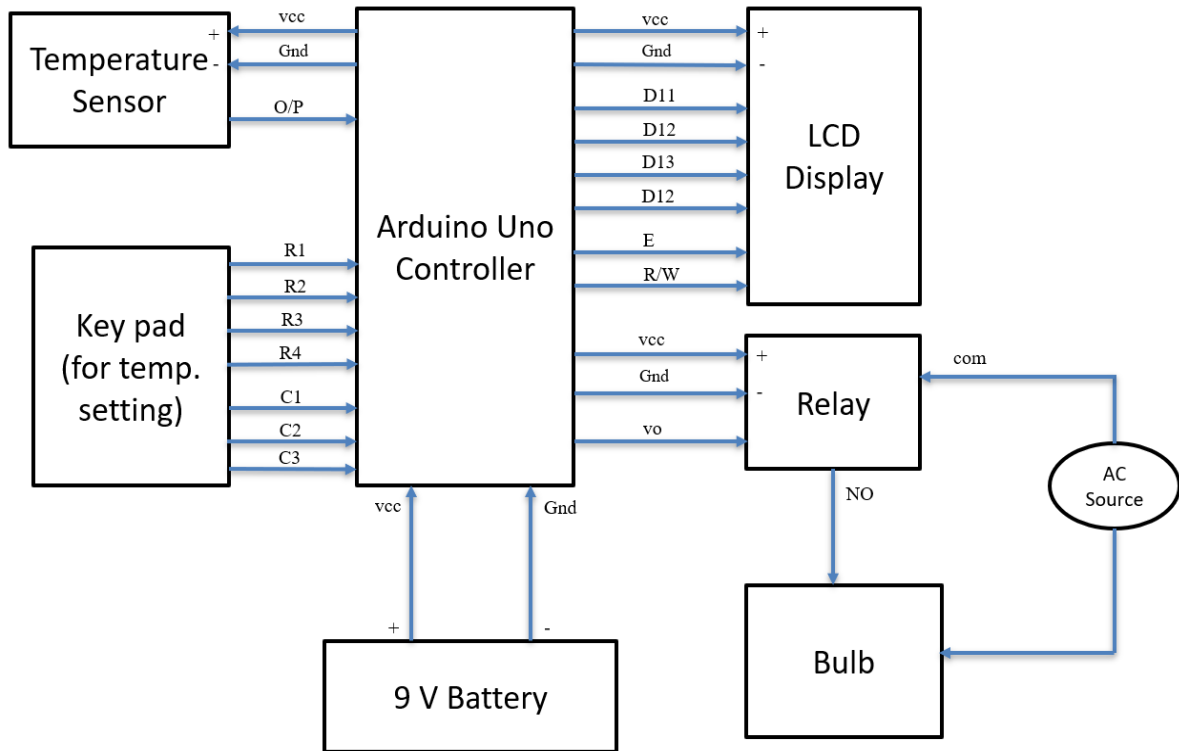 vcc
+
Gnd
-
Temperature
Sensor
O/P
Arduino Uno
Controller
vcc
+
Gnd
-
D11
D12
D13
D12
E
R/W
LCD
Display
Key pad
(for temp.
setting)
R1
R2
R3
R4
C1
C2
C3
vcc
+
Gnd
-
vo
Relay
com
AC
Source
NO
Bulb
vcc
Gnd
+
-
9 V Battery